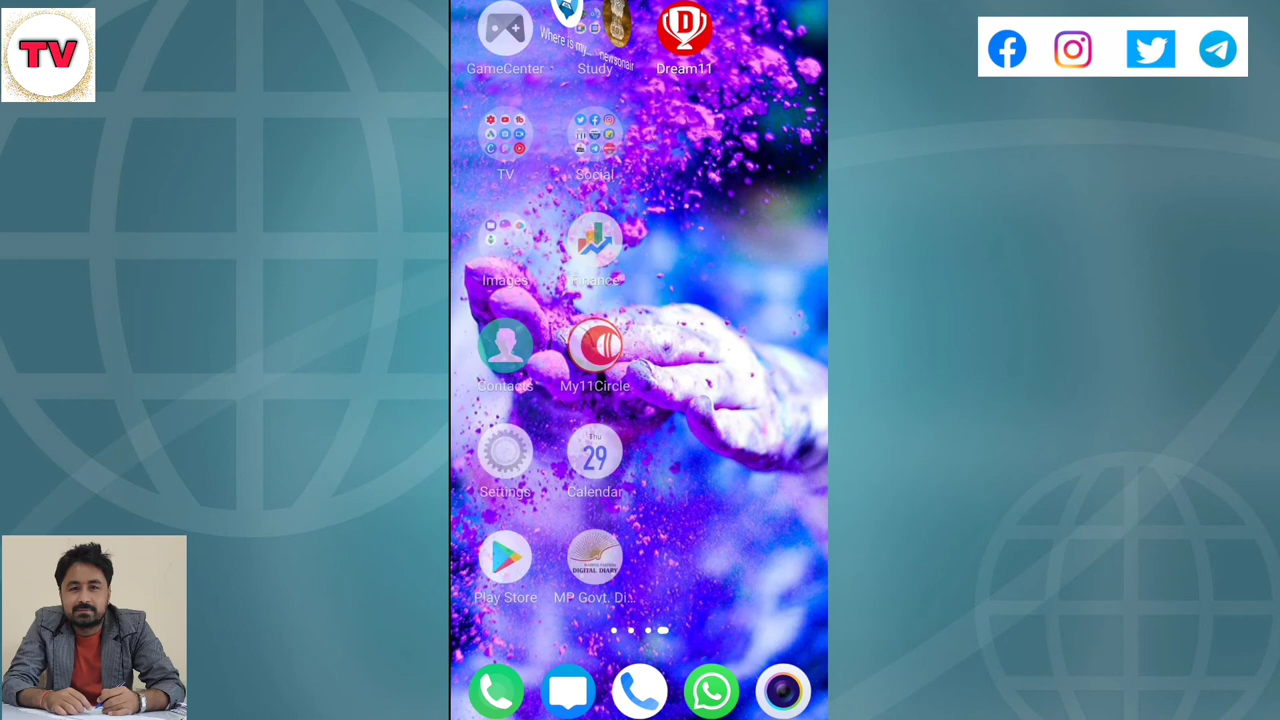 TV
Where is my...
newsonair
GameCenter
Study
Dream11
TV
Social
Images
Finance
Contacts
My11Circle
Thu
29
Settings
Calendar
DIGITAL DIARY
Play Store
MP Govt. Di...